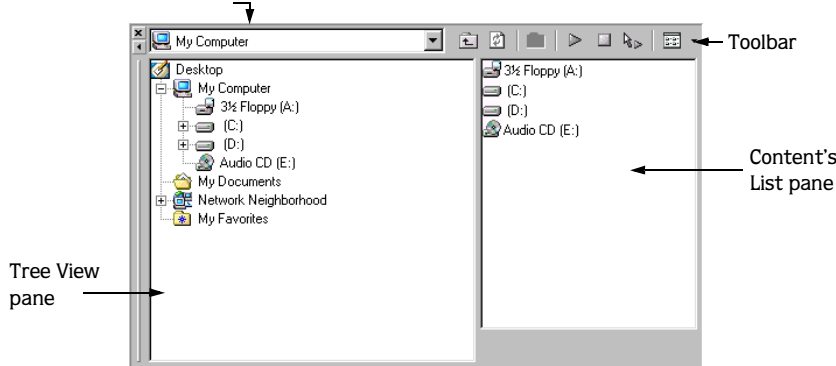 My Computer
Toolbar
Desktop
My Computer
3½ Floppy (A:)
(C:)
(D:)
Audio CD (E:)
My Documents
Network Neighborhood
My Favorites
3½ Floppy (A:)
(C:)
(D:)
Audio CD (E:)
Content's
List pane
Tree View
pane